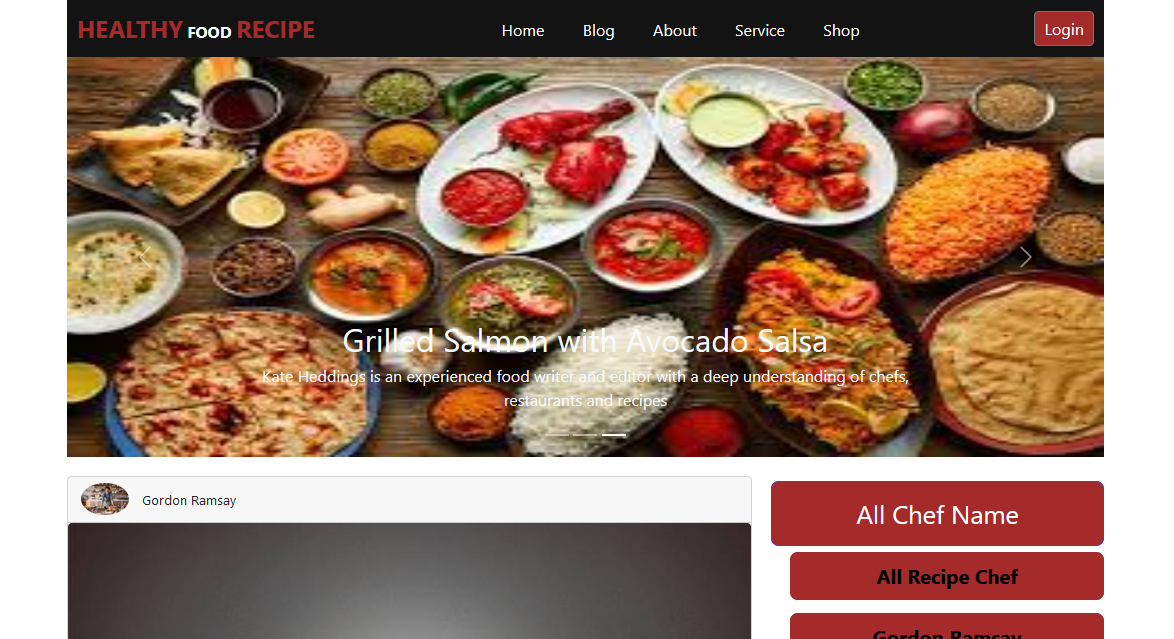 HEALTHY FOOD RECIPE
Home
Blog
About
Service
Shop
Login
Grilled Salmon with Avocado Salsa
Kate Heddings is an experienced food writer and editor with a deep understanding of chefs,
restaurants and recipes
Gordon Ramsay
All Chef Name
All Recipe Chef
Gordon Ramsay